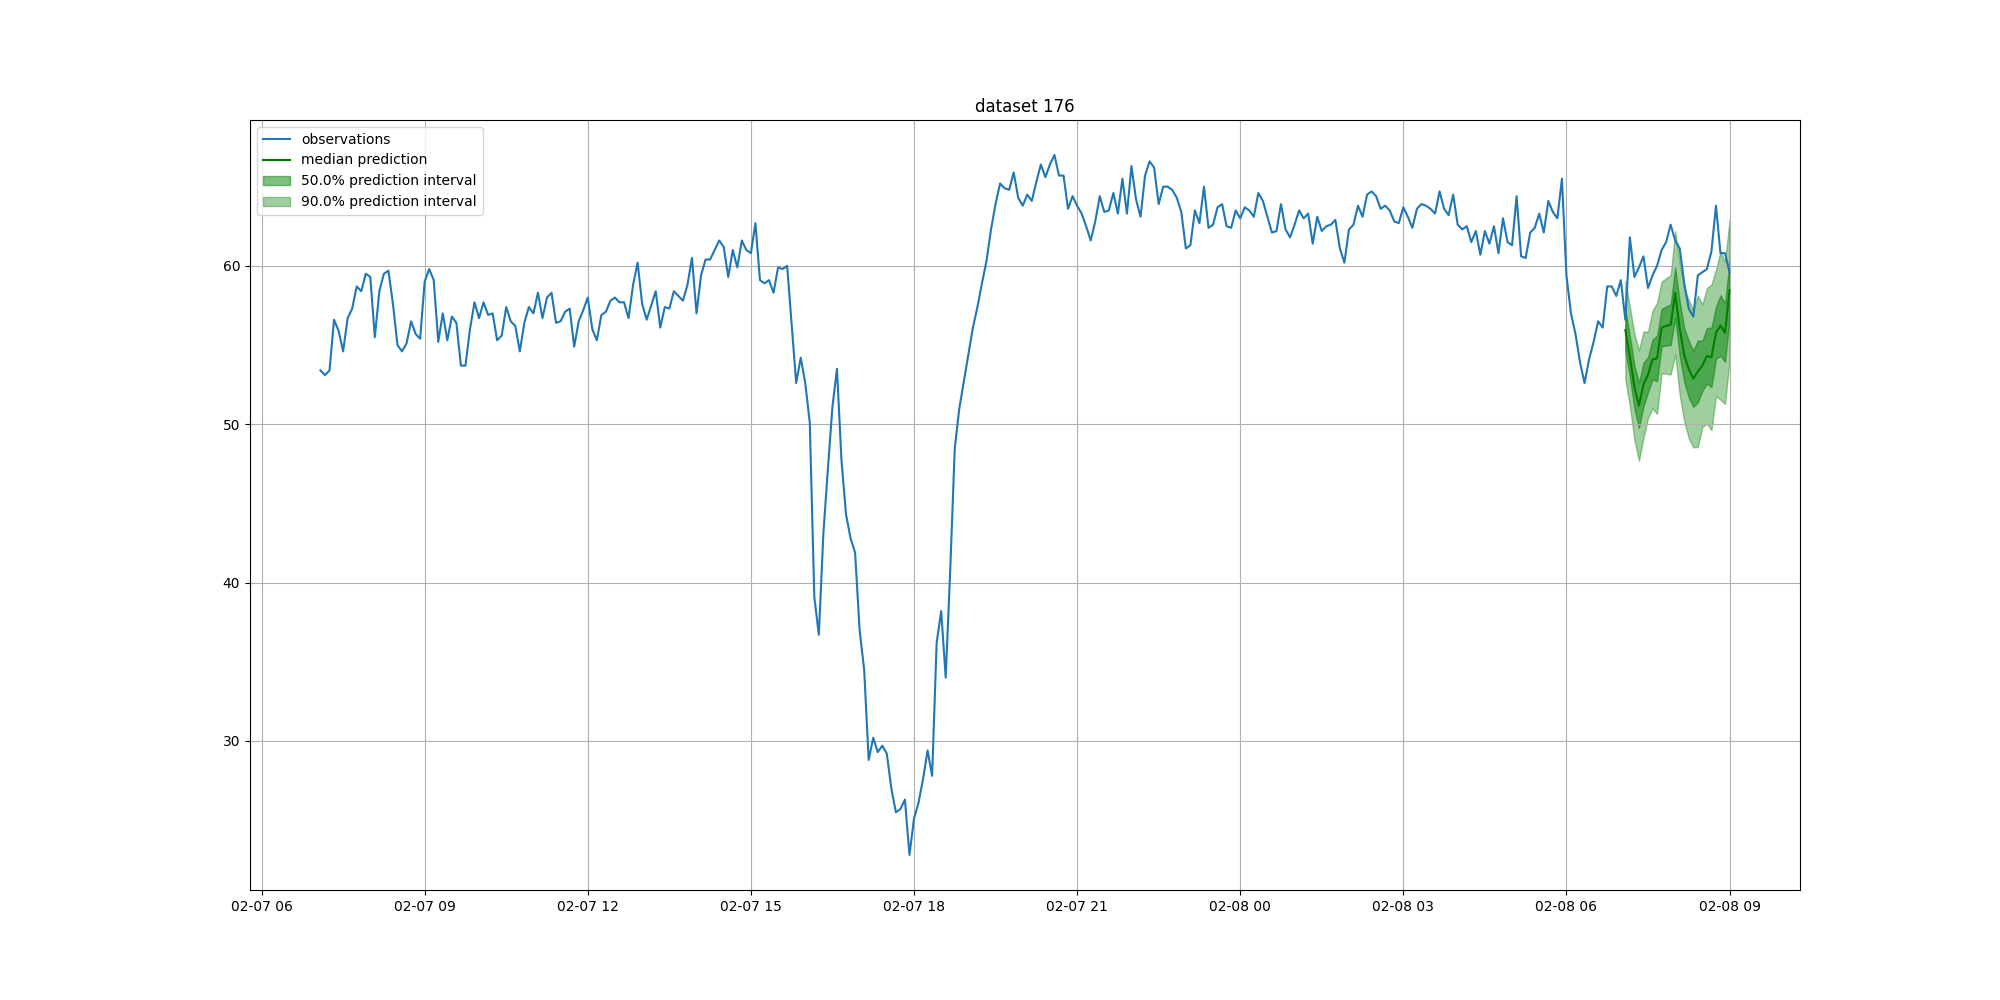 dataset 176
observations
median prediction
50.0% prediction interval
90.0% prediction interval
60
50
40
30
02-07 06
02-07 09
02-07 12
02-07 15
02-07 18
02-07 21
02-08 00
02-08 03
02-08 06
02-08 09